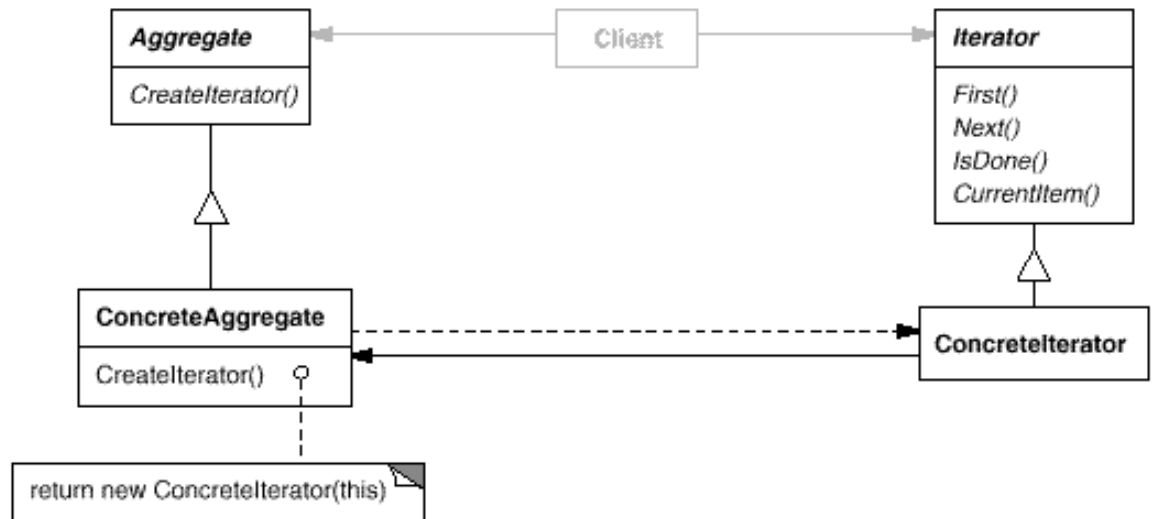 Aggregate
CreateIterator()
Client
Iterator
First()
Next()
IsDone()
CurrentItem()
ConcreteAggregate
CreateIterator()
ConcreteIterator
return new ConcreteIterator(this)